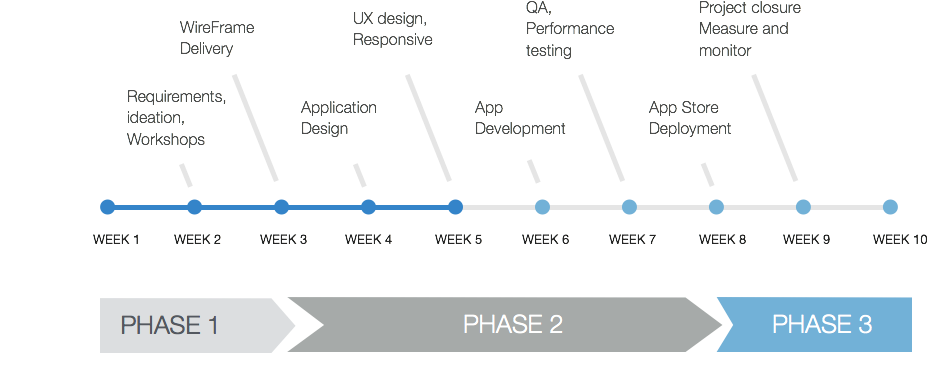 WireFrame
Delivery
UX design,
Responsive
QA,
Performance
testing
Project closure
Measure and
monitor
Requirements,
ideation,
Workshops
Application
Design
App
Development
App Store
Deployment
WEEK 1
WEEK 2
WEEK 3
WEEK 4
WEEK 5
WEEK 6
WEEK 7
WEEK 8
WEEK 9
WEEK 10
PHASE 1
PHASE 2
PHASE 3